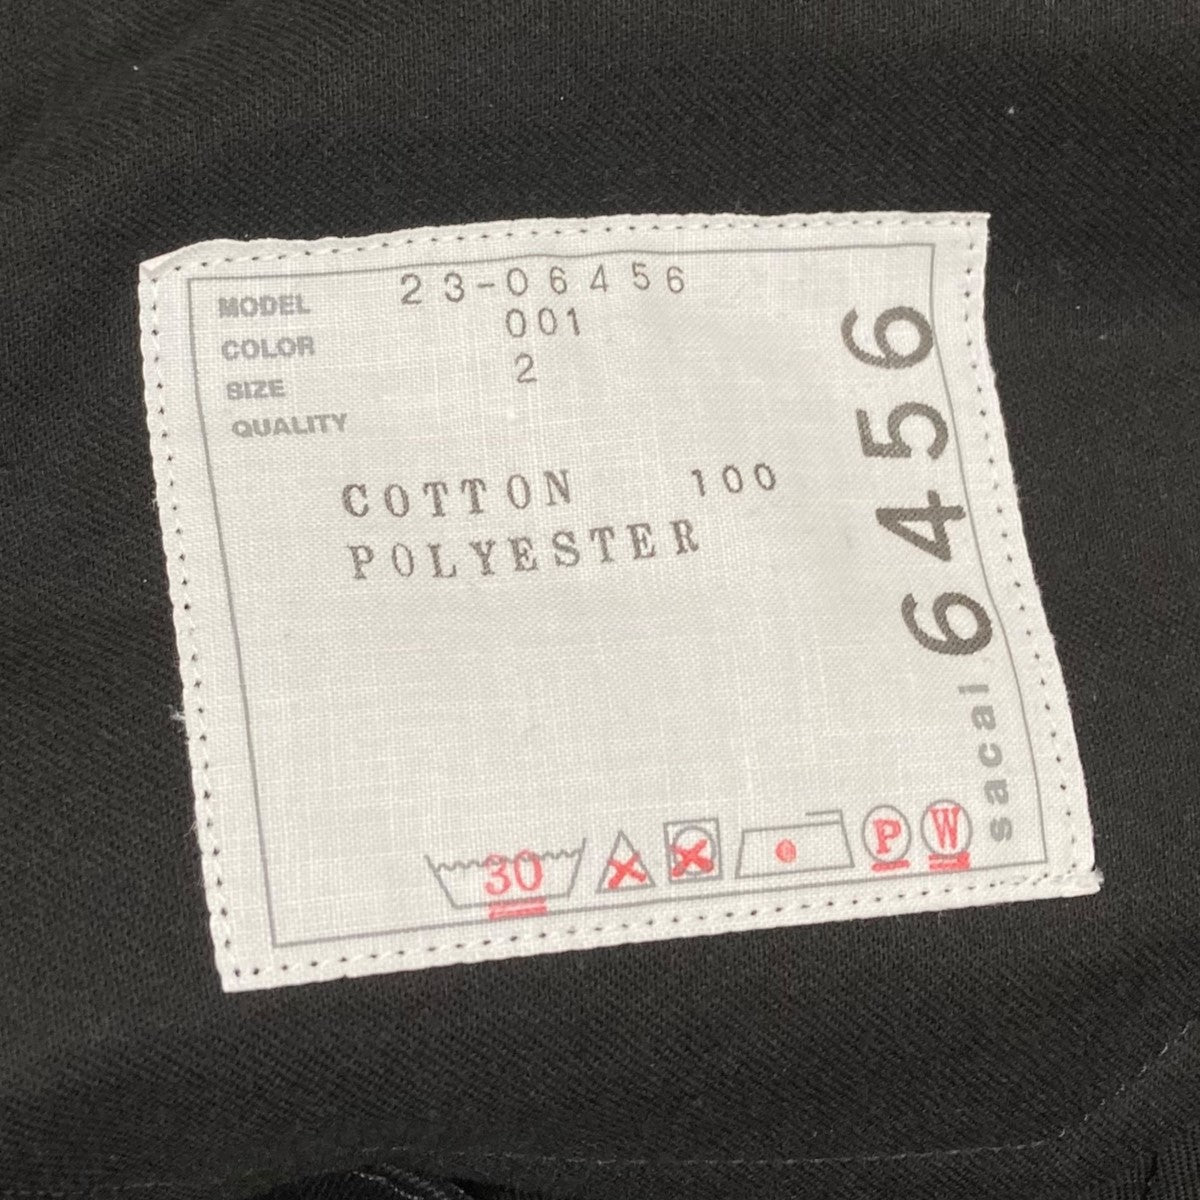 MODEL 23-06456
COLOR 001
SIZE 2
QUALITY
COTTON 100
POLYESTER
30
P
W
sacai 6456